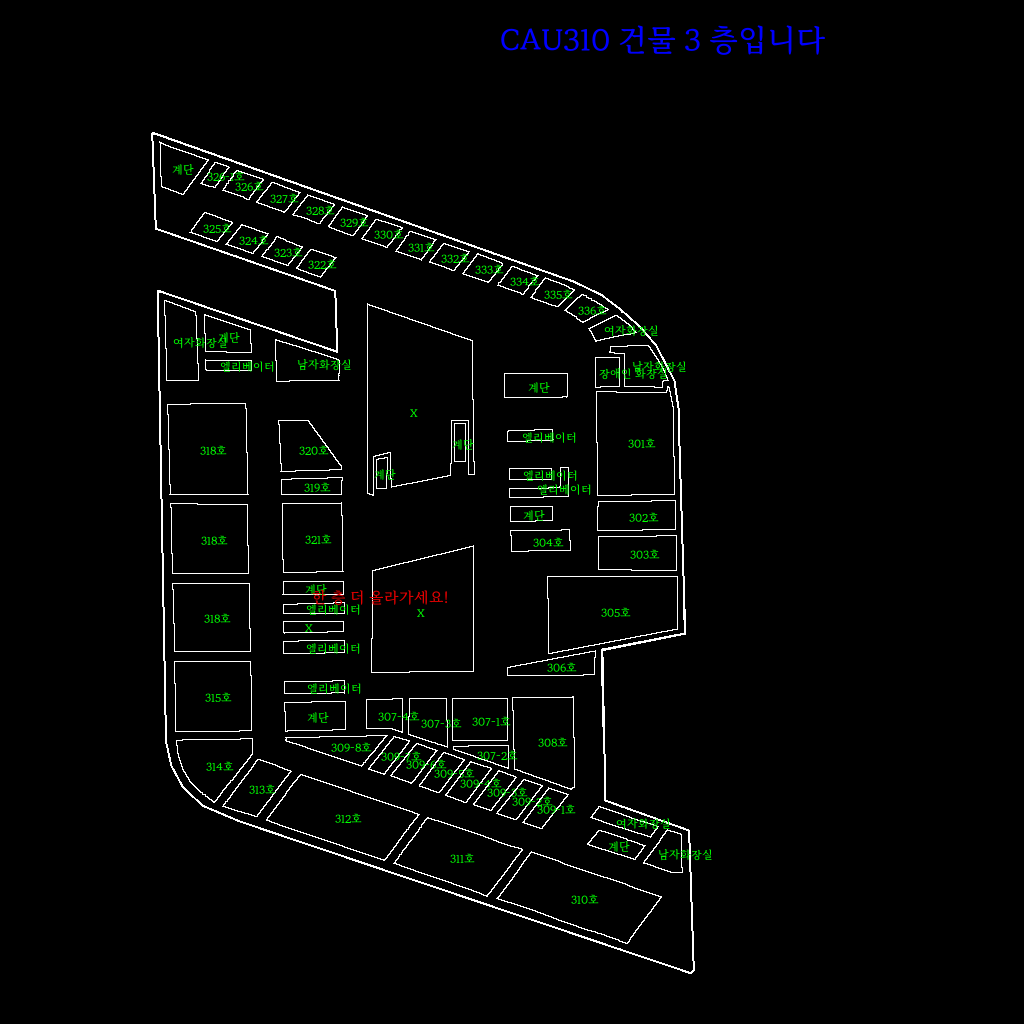 CAU310 건물 3 층입니다
계단
326-1호
326호
327호
328호
329호
330호
331호
332호
333호
334호
335호
336호
325호
324호
323호
322호
여자화장실
남자화장실
장애인 화장실
여자화장실
계단
엘리베이터
남자화장실
X
계단
계단
계단
엘리베이터
엘리베이터
엘리베이터
계단
301호
302호
303호
304호
305호
306호
318호
320호
319호
318호
321호
계단
한 층 더 올라가세요!
엘리베이터
X
X
엘리베이터
318호
315호
엘리베이터
계단
307-4호
307-3호
307-1호
307-2호
308호
309-8호
309-7호
309-6호
309-5호
309-4호
309-3호
309-2호
309-1호
314호
313호
312호
311호
310호
여자화장실
계단
남자화장실